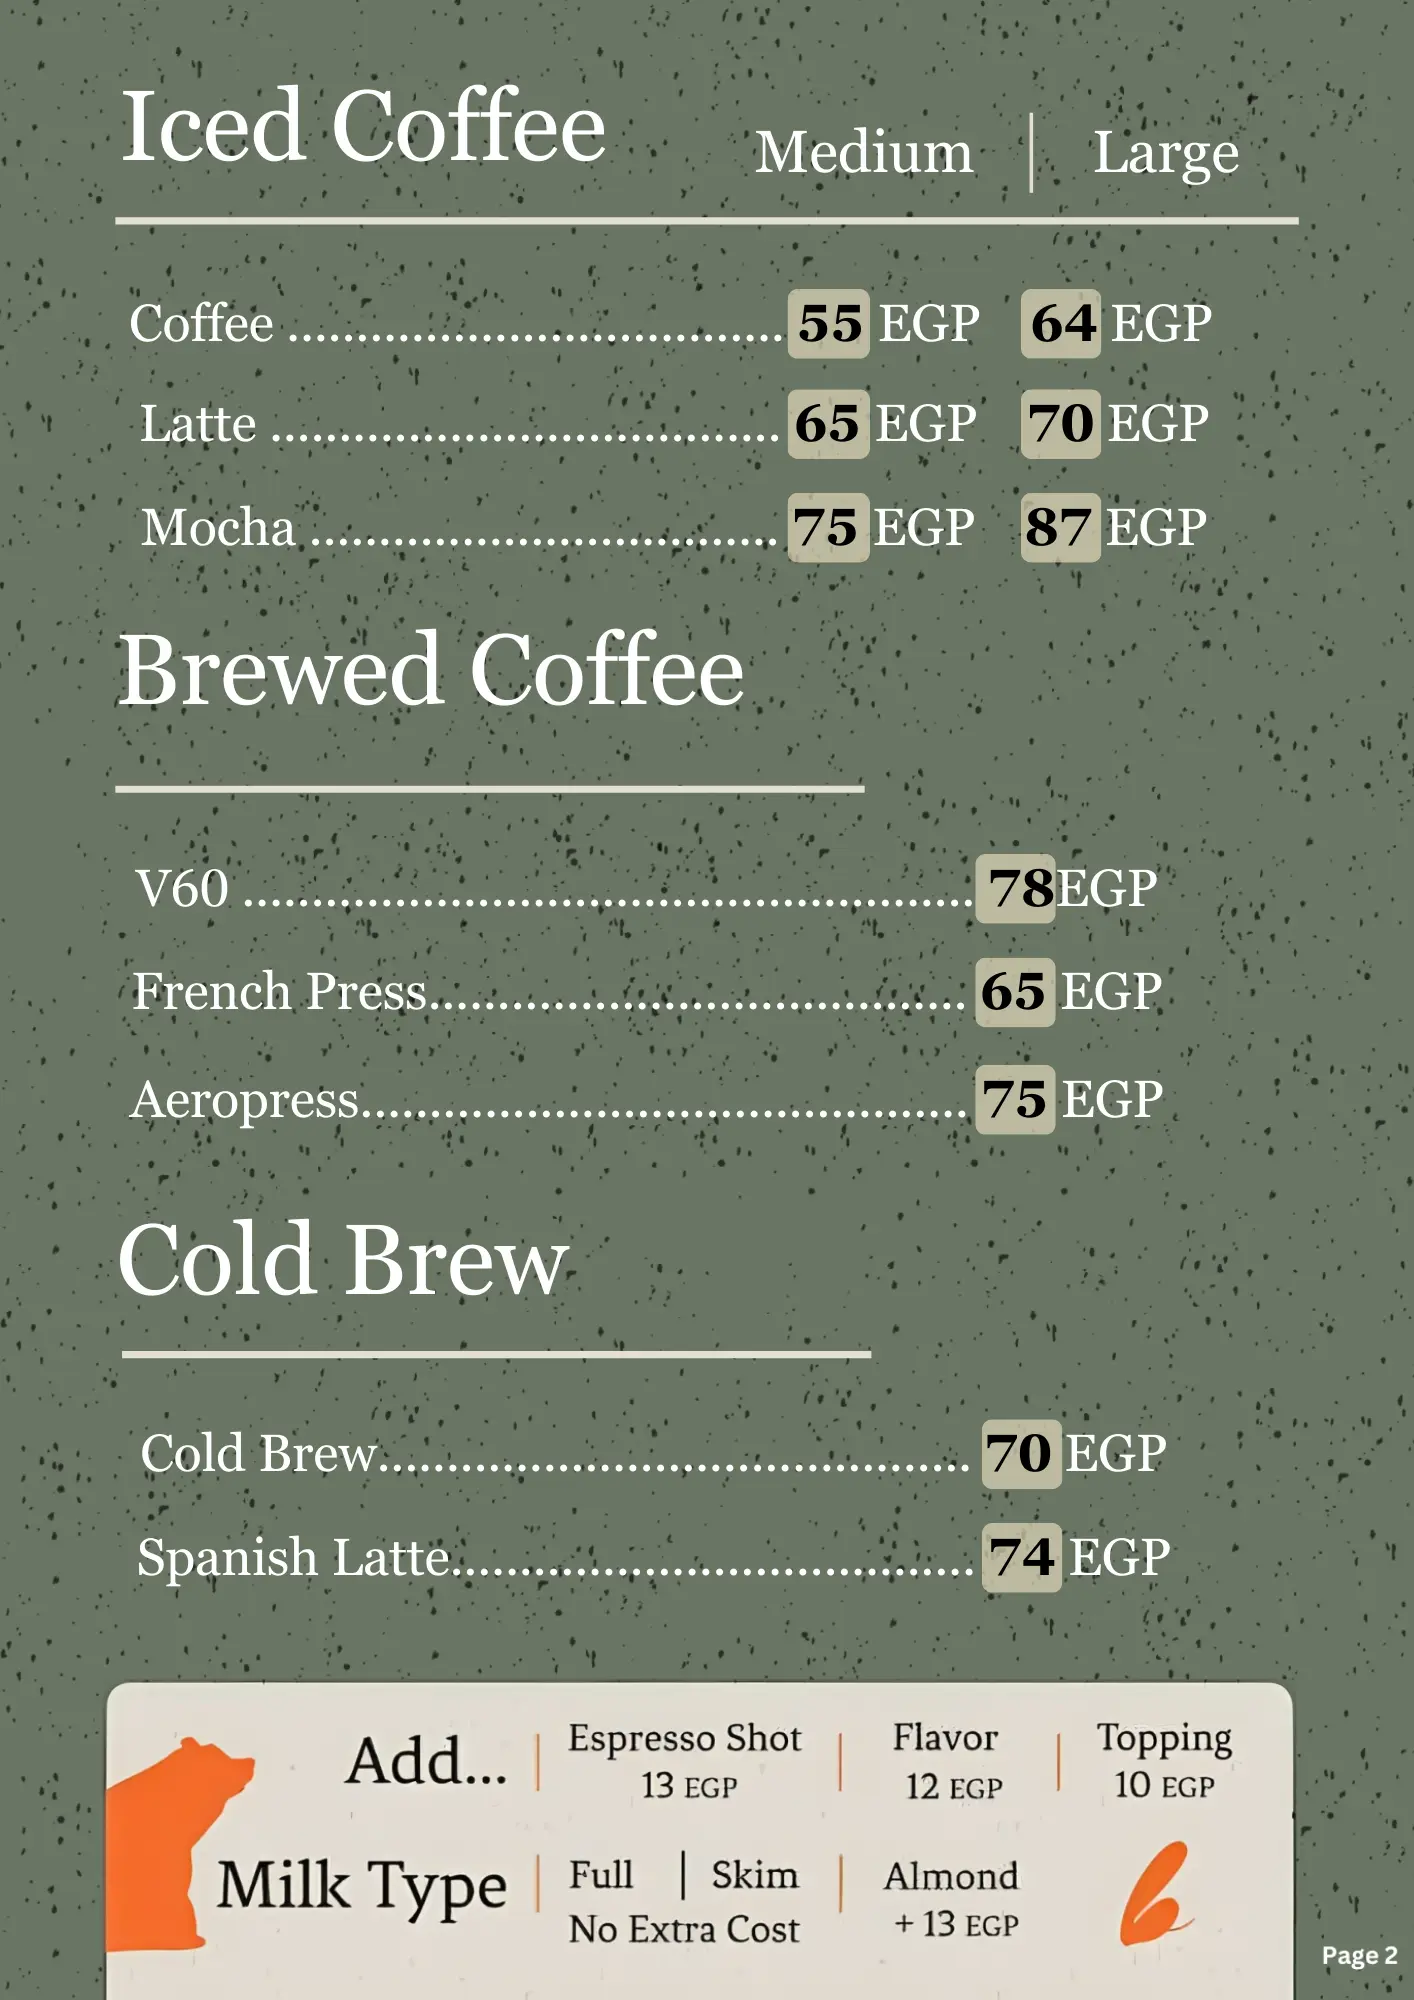 Iced Coffee Medium | Large
Coffee .................................... 55 EGP 64 EGP
Latte ..................................... 65 EGP 70 EGP
Mocha .................................. 75 EGP 87 EGP
Brewed Coffee
V60 ..................................................... 78EGP
French Press....................................... 65 EGP
Aeropress............................................ 75 EGP
Cold Brew
Cold Brew........................................... 70 EGP
Spanish Latte...................................... 74 EGP
Add... | Espresso Shot | Flavor | Topping
13 EGP 12 EGP 10 EGP
Milk Type | Full | Skim | Almond
No Extra Cost + 13 EGP
Page 2